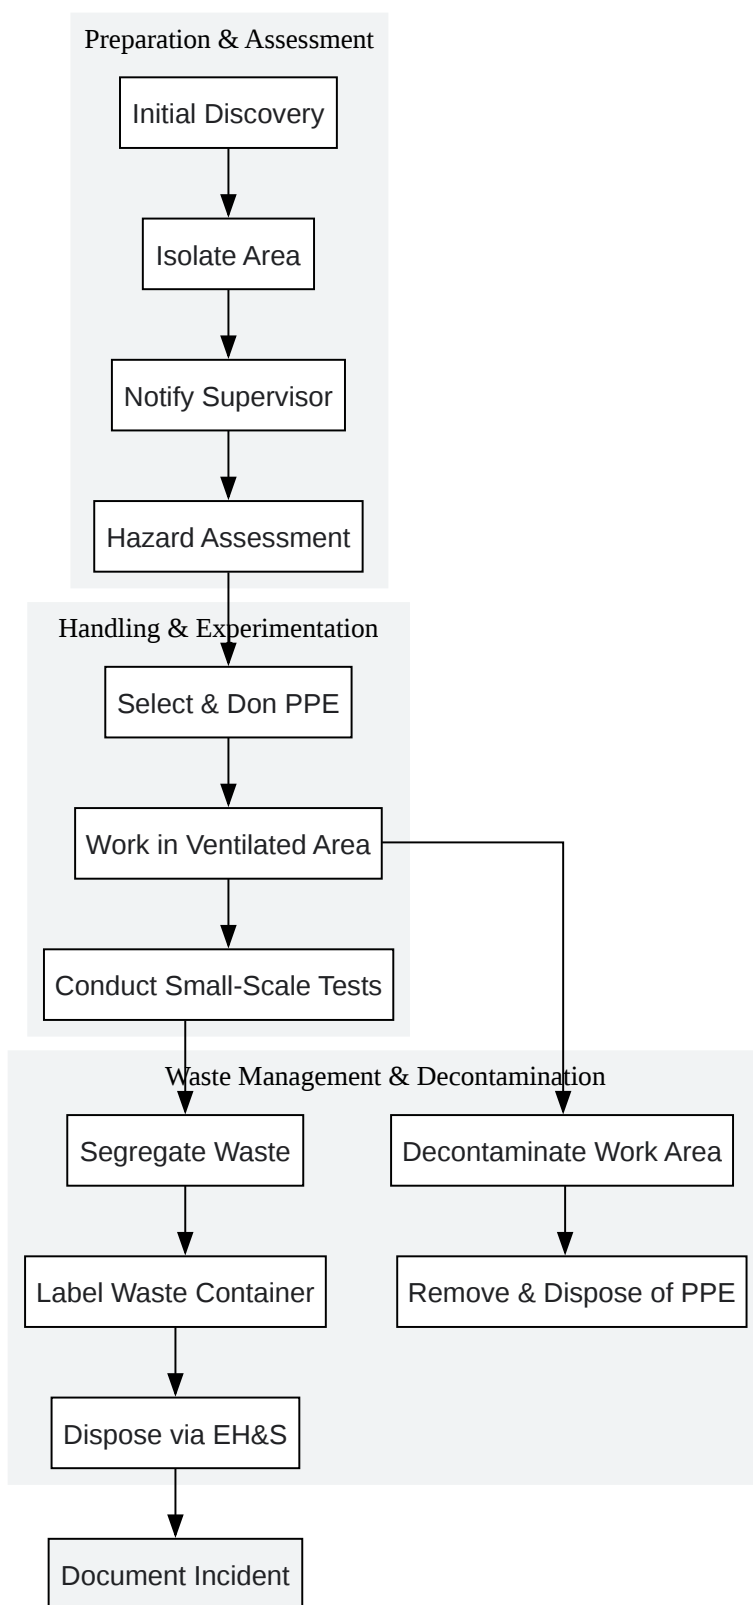 Preparation & Assessment
Initial Discovery
Isolate Area
Notify Supervisor
Hazard Assessment
Handling & Experimentation
Select & Don PPE
Work in Ventilated Area
Conduct Small-Scale Tests
Waste Management & Decontamination
Segregate Waste
Decontaminate Work Area
Label Waste Container
Remove & Dispose of PPE
Dispose via EH&S
Document Incident